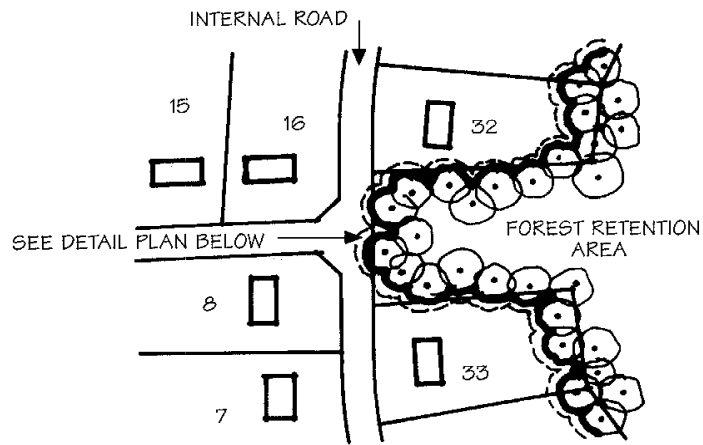 INTERNAL ROAD
15
16
32
SEE DETAIL PLAN BELOW
FOREST RETENTION
AREA
8
33
7